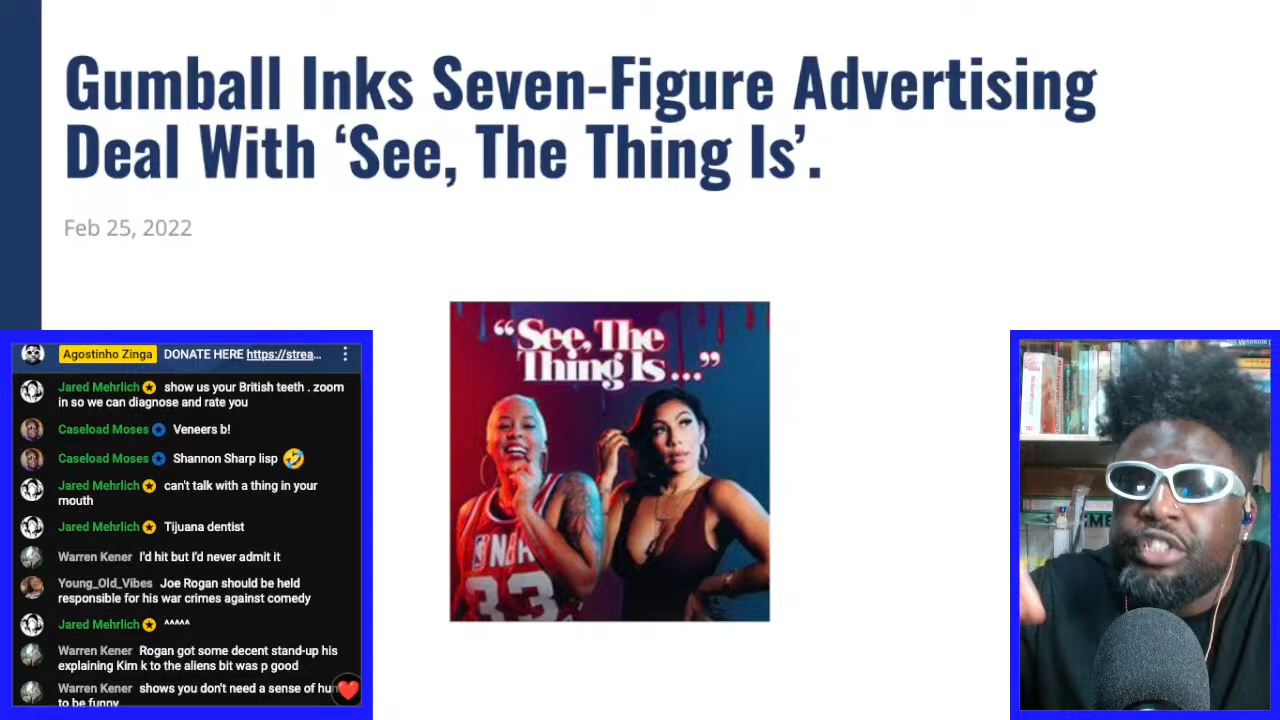 Gumball Inks Seven-Figure Advertising
Deal With ‘See, The Thing Is’.
Feb 25, 2022
“See, The
Thing Is...”
NBA
33
Agostinho Zinga DONATE HERE https://strea...
Jared Mehrlich show us your British teeth . zoom
in so we can diagnose and rate you
Caseload Moses Veneers b!
Caseload Moses Shannon Sharp lisp 🤣
Jared Mehrlich can't talk with a thing in your
mouth
Jared Mehrlich Tijuana dentist
Warren Kener I'd hit but I'd never admit it
Young_Old_Vibes Joe Rogan should be held
responsible for his war crimes against comedy
Jared Mehrlich ^^^^^
Warren Kener Rogan got some decent stand-up his
explaining Kim k to the aliens bit was p good
Warren Kener shows you don't need a sense of
to be funny